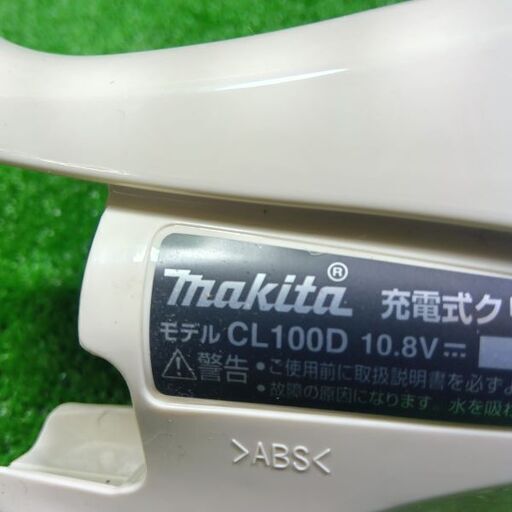 makita® 充電式ク
モデル CL100D 10.8V⎓
⚠警告 ・ご使用前に取扱説明書を必ず
・故障の原因になります。水を吸わ
>ABS<